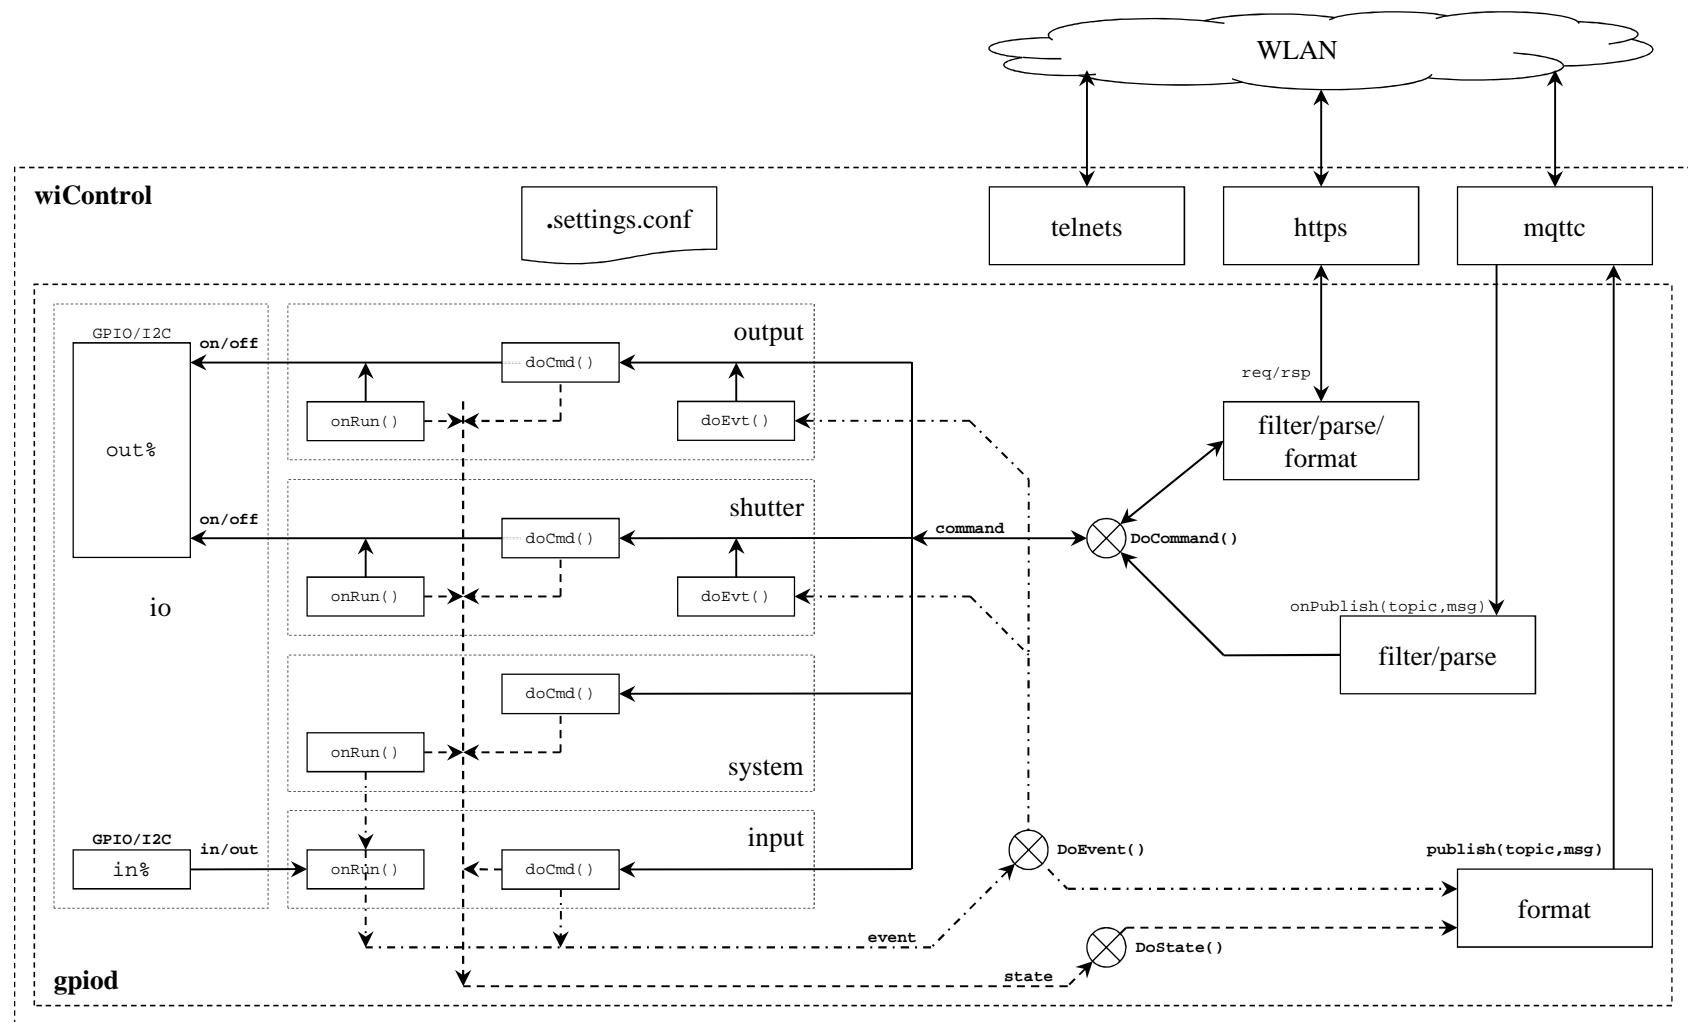 WLAN
wiControl
.settings.conf
telnets
https
mqttc
GPIO/I2C
on/off
output
doCmd()
req/rsp
onRun()
doEvt()
out%
filter/parse/
format
on/off
shutter
doCmd()
command
DoCommand()
onRun()
doEvt()
io
onPublish(topic,msg)
filter/parse
doCmd()
onRun()
system
GPIO/I2C
in/out
input
in%
onRun()
doCmd()
DoEvent()
publish(topic,msg)
format
event
DoState()
state
gpiod